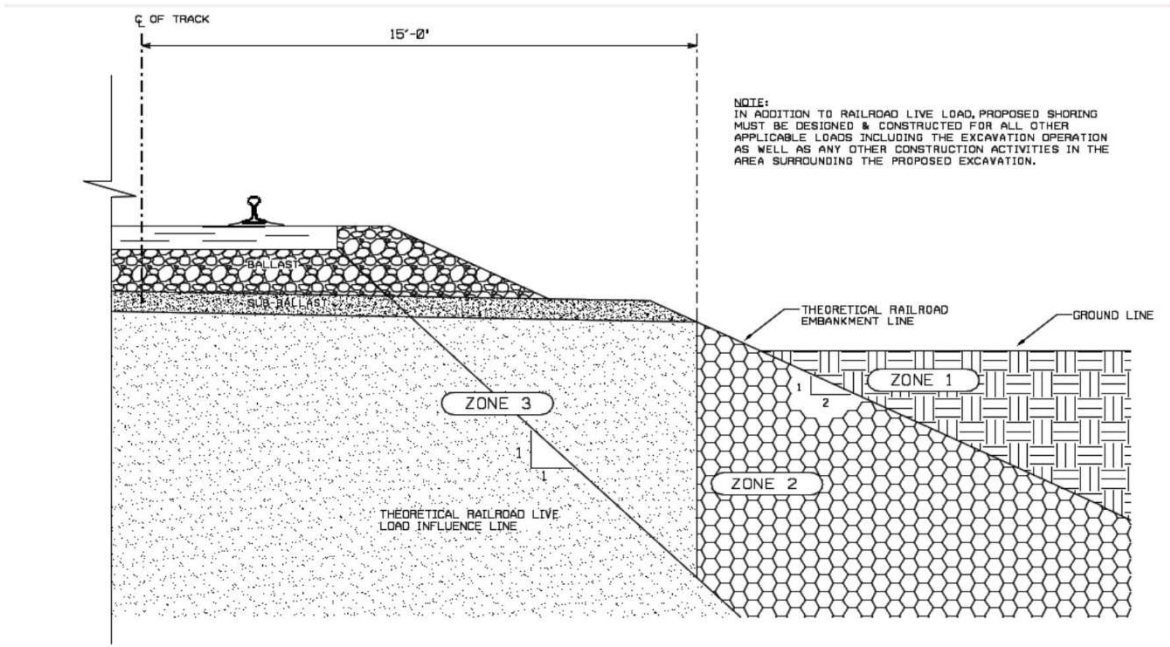 ℄ OF TRACK
15'-0"
NOTE:
IN ADDITION TO RAILROAD LIVE LOAD, PROPOSED SHORING
MUST BE DESIGNED & CONSTRUCTED FOR ALL OTHER
APPLICABLE LOADS INCLUDING THE EXCAVATION OPERATION
AS WELL AS ANY OTHER CONSTRUCTION ACTIVITIES IN THE
AREA SURROUNDING THE PROPOSED EXCAVATION.
BALLAST
SUB-BALLAST
THEORETICAL RAILROAD
EMBANKMENT LINE
GROUND LINE
ZONE 1
1
2
ZONE 3
1
1
ZONE 2
THEORETICAL RAILROAD LIVE
LOAD INFLUENCE LINE